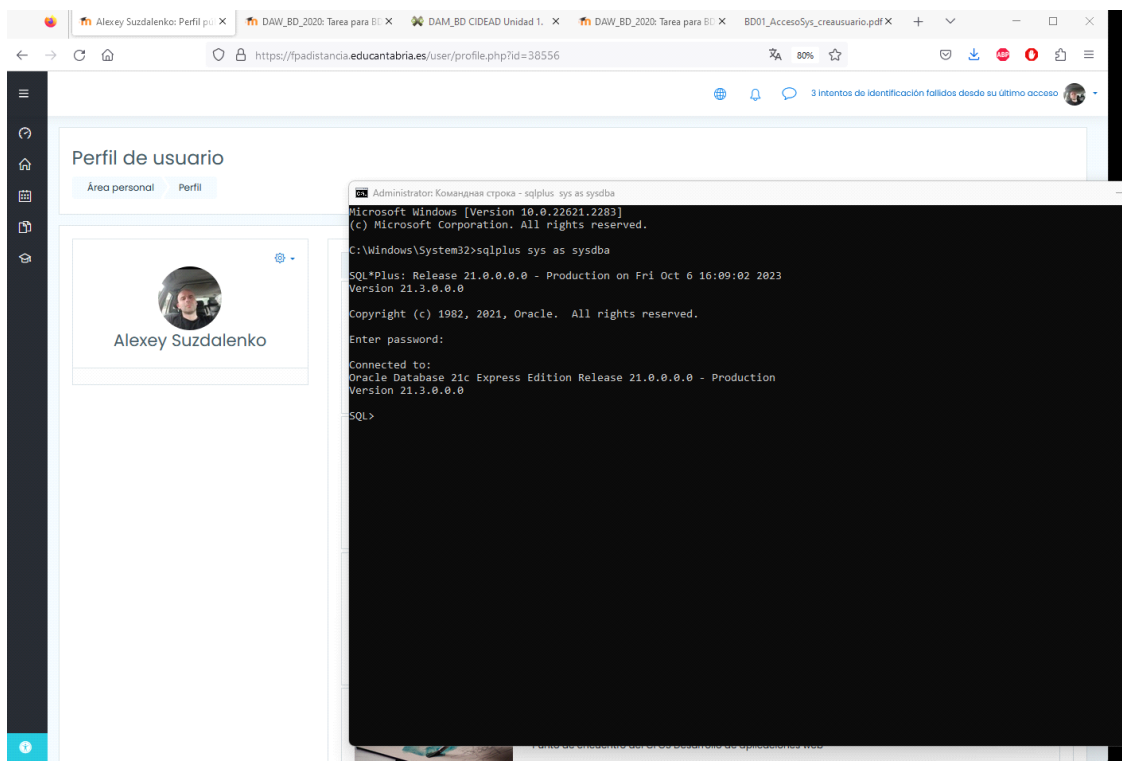 Alexey Suzdalenko: Perfil pu
DAW_BD_2020: Tarea para BD
DAM_BD CIDEAD Unidad 1.
DAW_BD_2020: Tarea para BD
BD01_AccesoSys_creausuario.pdf
https://fpadistancia.educantabria.es/user/profile.php?id=38556
80%
ABP
3 intentos de identificación fallidos desde su último acceso
Perfil de usuario
Área personal Perfil
Alexey Suzdalenko
Administrator: Командная строка - sqlplus sys as sysdba
Microsoft Windows [Version 10.0.22621.2283]
(c) Microsoft Corporation. All rights reserved.
C:\Windows\System32>sqlplus sys as sysdba
SQL*Plus: Release 21.0.0.0.0 - Production on Fri Oct 6 16:09:02 2023
Version 21.3.0.0.0
Copyright (c) 1982, 2021, Oracle.  All rights reserved.
Enter password:
Connected to:
Oracle Database 21c Express Edition Release 21.0.0.0.0 - Production
Version 21.3.0.0.0
SQL>